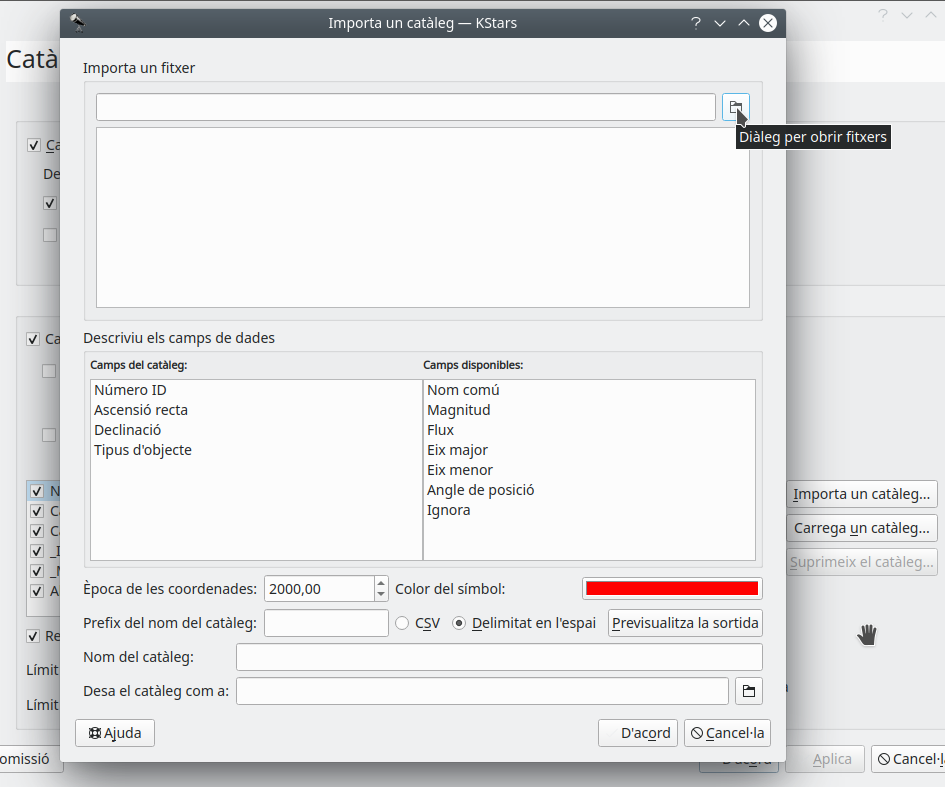 Importa un catàleg — KStars
Catà
Importa un fitxer
Diàleg per obrir fitxers
Ca
De
Descriviu els camps de dades
Ca
Camps del catàleg: Camps disponibles:
Número ID Nom comú
Ascensió recta Magnitud
Declinació Flux
Tipus d'objecte Eix major
Eix menor
Angle de posició
Ignora
Importa un catàleg...
Carrega un catàleg...
Suprimeix el catàleg...
Època de les coordenades: 2000,00 Color del símbol:
Prefix del nom del catàleg: CSV Delimitat en l'espai Previsualitza la sortida
Re
Nom del catàleg:
Límit
Desa el catàleg com a:
Límit
Ajuda D'acord Cancel·la
omissió D'acord Aplica Cancel·la